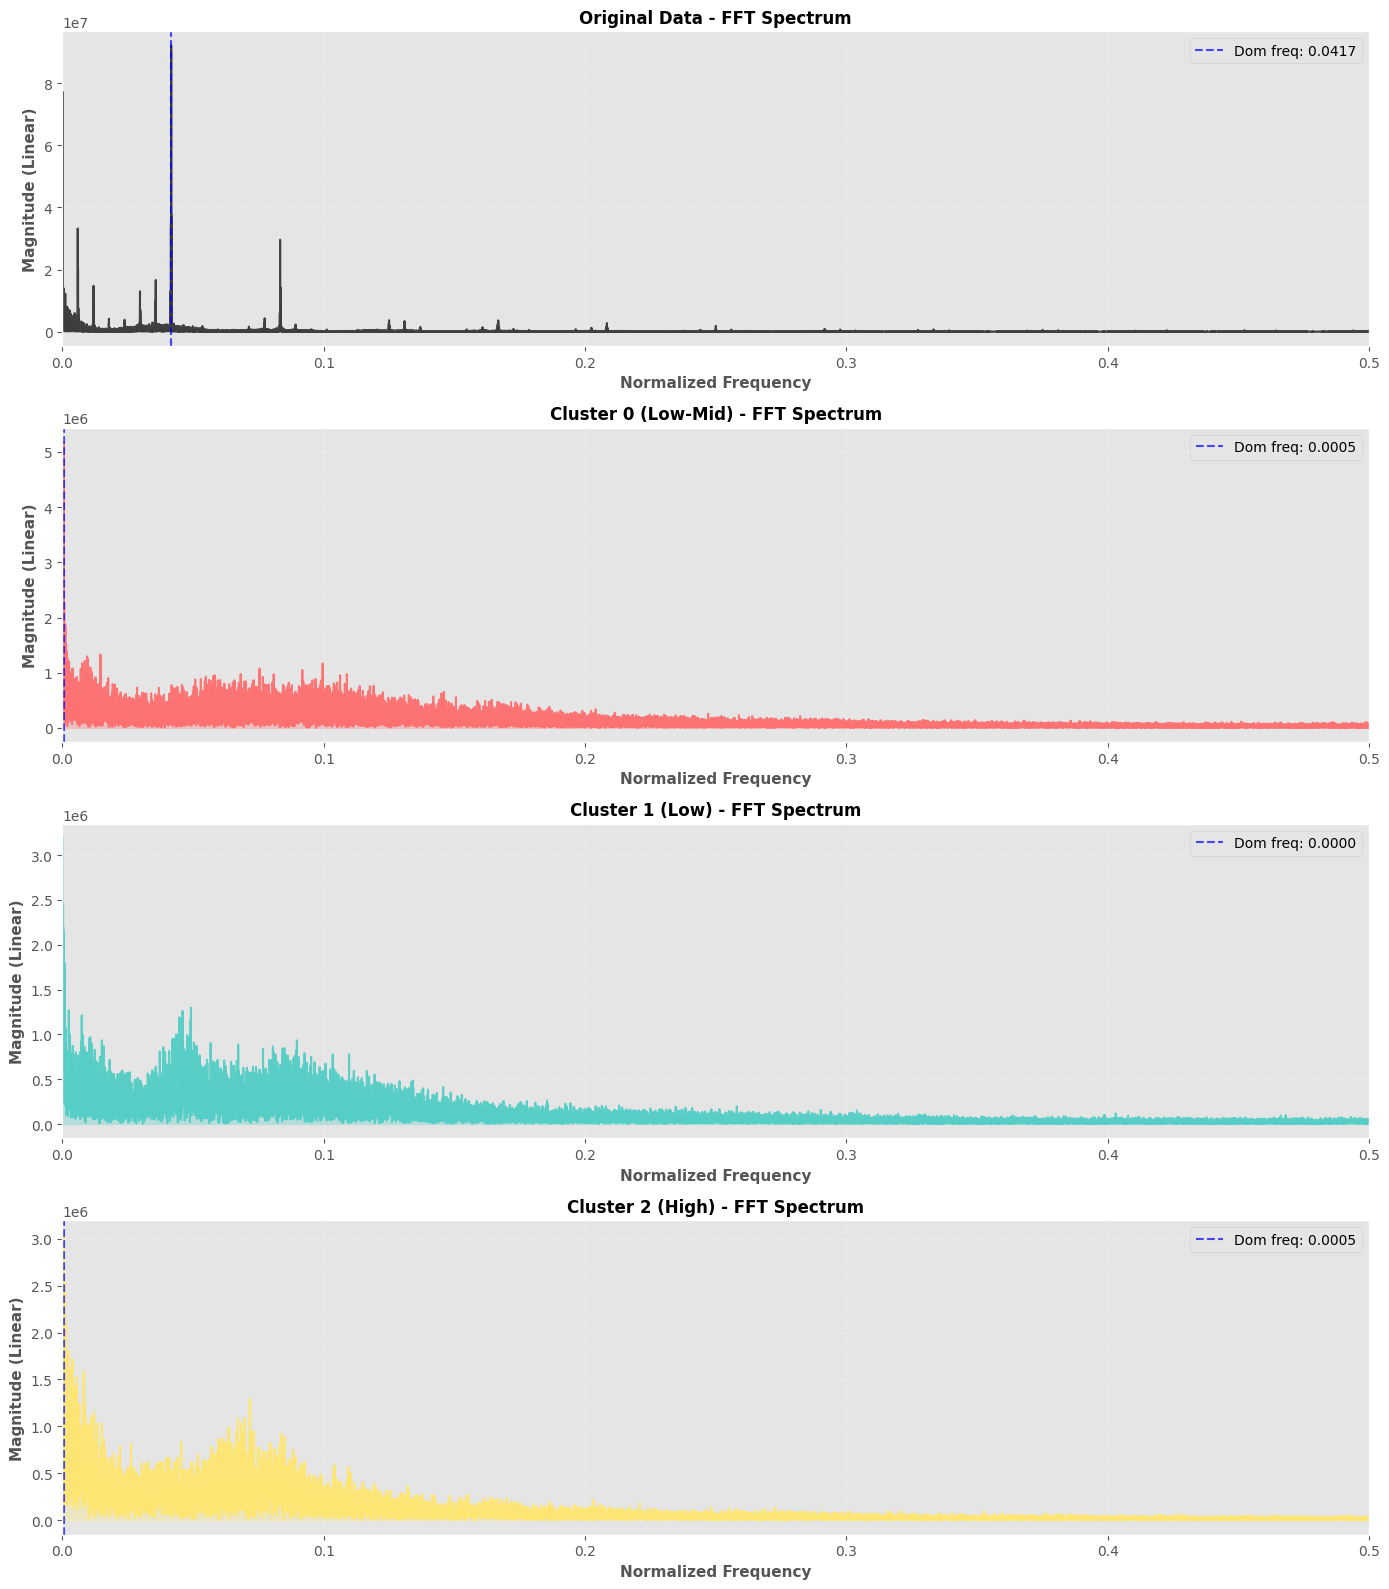 Original Data - FFT Spectrum
1e7
Dom freq: 0.0417
8
6
4
2
0
Magnitude (Linear)
0.0 0.1 0.2 0.3 0.4 0.5
Normalized Frequency
Cluster 0 (Low-Mid) - FFT Spectrum
1e6
Dom freq: 0.0005
5
4
3
2
1
0
Magnitude (Linear)
0.0 0.1 0.2 0.3 0.4 0.5
Normalized Frequency
Cluster 1 (Low) - FFT Spectrum
1e6
Dom freq: 0.0000
3.0
2.5
2.0
1.5
1.0
0.5
0.0
Magnitude (Linear)
0.0 0.1 0.2 0.3 0.4 0.5
Normalized Frequency
Cluster 2 (High) - FFT Spectrum
1e6
Dom freq: 0.0005
3.0
2.5
2.0
1.5
1.0
0.5
0.0
Magnitude (Linear)
0.0 0.1 0.2 0.3 0.4 0.5
Normalized Frequency